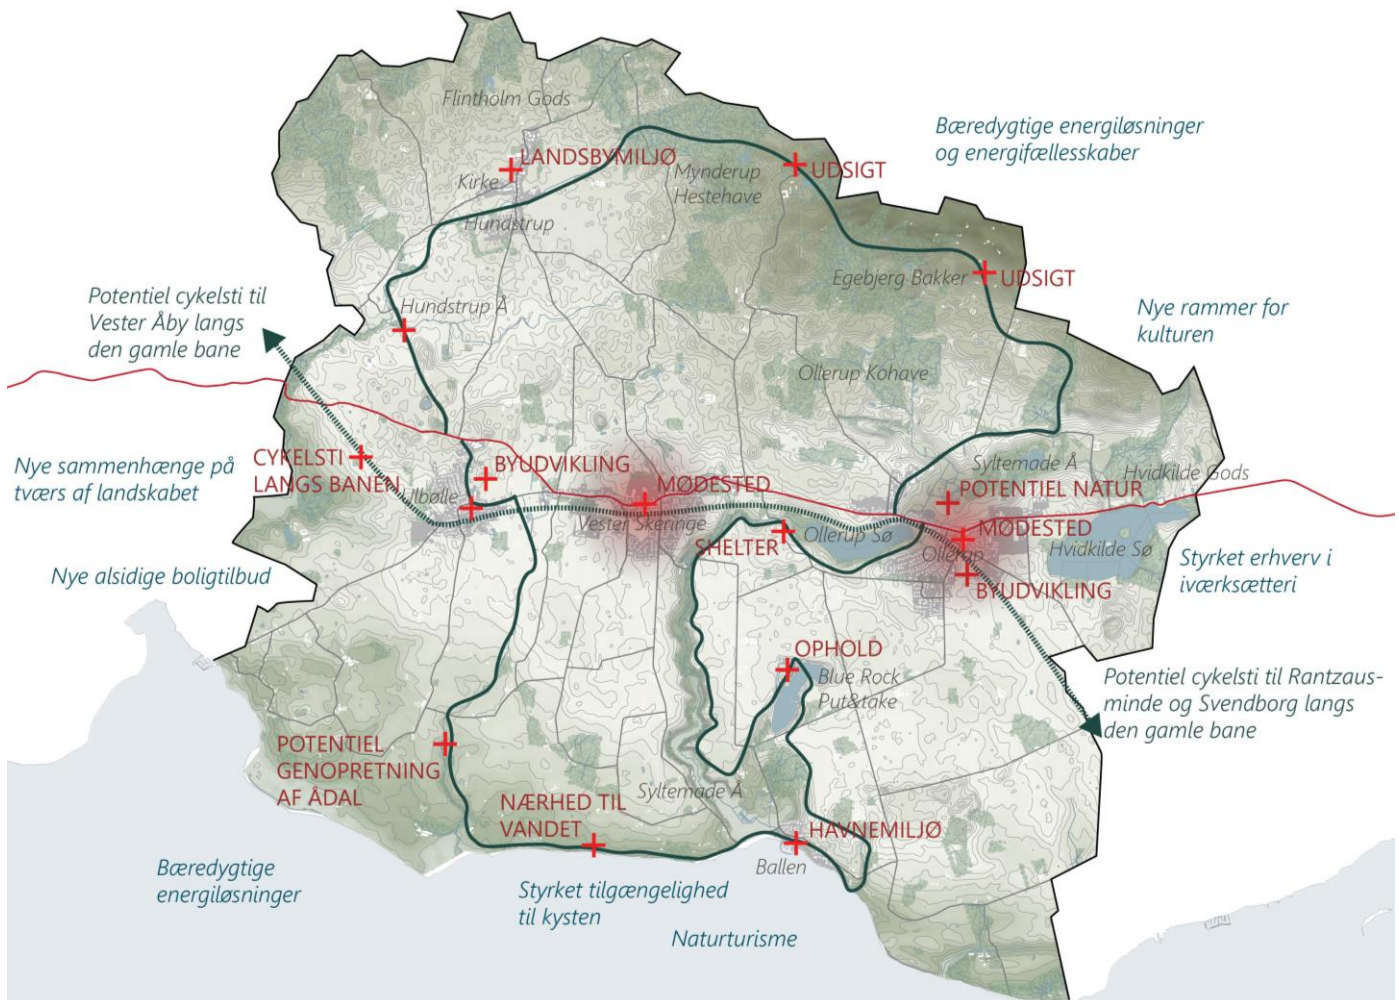 Flintholm Gods
LANDSBYMILJØ
Kirke
Hundstrup
Mynderup
Hestehave
UDSIGT
Bæredygtige energiløsninger
og energifællesskaber
Egebjerg Bakker
UDSIGT
Potentiel cykelsti til
Vester Åby langs
den gamle bane
Hundstrup Å
Nye rammer for
kulturen
Ollerup Kohave
Nye sammenhænge på
tværs af landskabet
CYKELSTI
LANGS BANEN
BYUDVIKLING
Ulbølle
MØDESTED
Vester Skeringe
SHELTER
Ollerup Sø
Syltemade Å
Hvidkilde Gods
POTENTIEL NATUR
MØDESTED
Ollerup
Hvidkilde Sø
BYUDVIKLING
Styrket erhverv i
iværksætteri
Nye alsidige boligtilbud
OPHOLD
Blue Rock
Put&take
Potentiel cykelsti til Rantzaus-
minde og Svendborg langs
den gamle bane
POTENTIEL
GENOPRETNING
AF ÅDAL
Syltemade Å
NÆRHED TIL
VANDET
HAVNEMILJØ
Ballen
Bæredygtige
energiløsninger
Styrket tilgængelighed
til kysten
Naturturisme